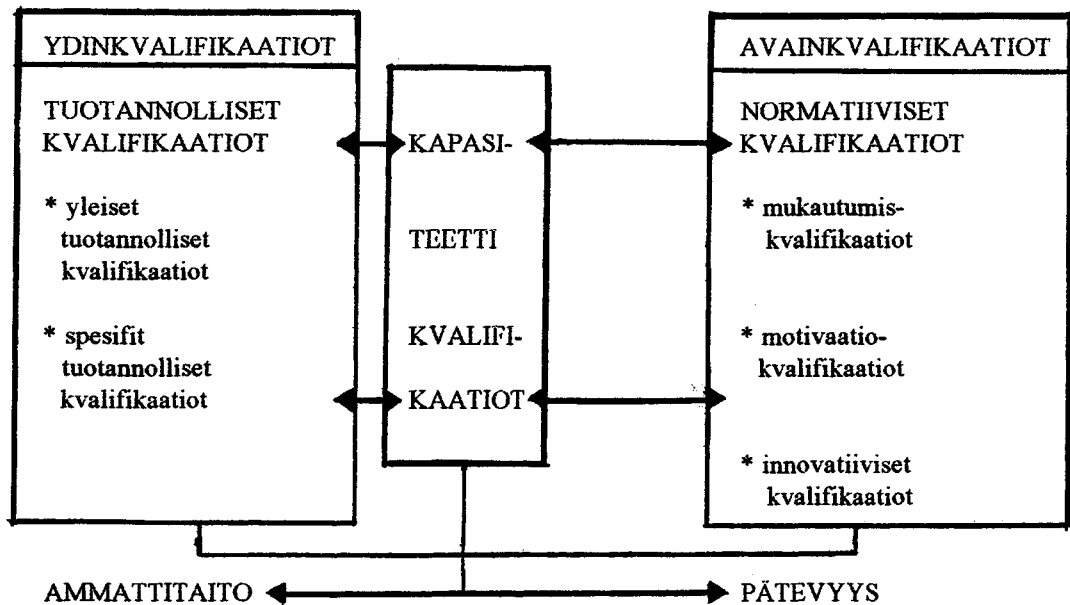 YDINKVALIFIKAATIOT
TUOTANNOLLISET
KVALIFIKAATIOT
* yleiset
tuotannolliset
kvalifikaatiot
* spesifit
tuotannolliset
kvalifikaatiot
KAPASI-
TEETTI
KVALIFI-
KAATIOT
AVAINKVALIFIKAATIOT
NORMATIIVISET
KVALIFIKAATIOT
* mukautumis-
kvalifikaatiot
* motivaatio-
kvalifikaatiot
* innovatiiviset
kvalifikaatiot
AMMATTITAITO
PÄTEVYYS